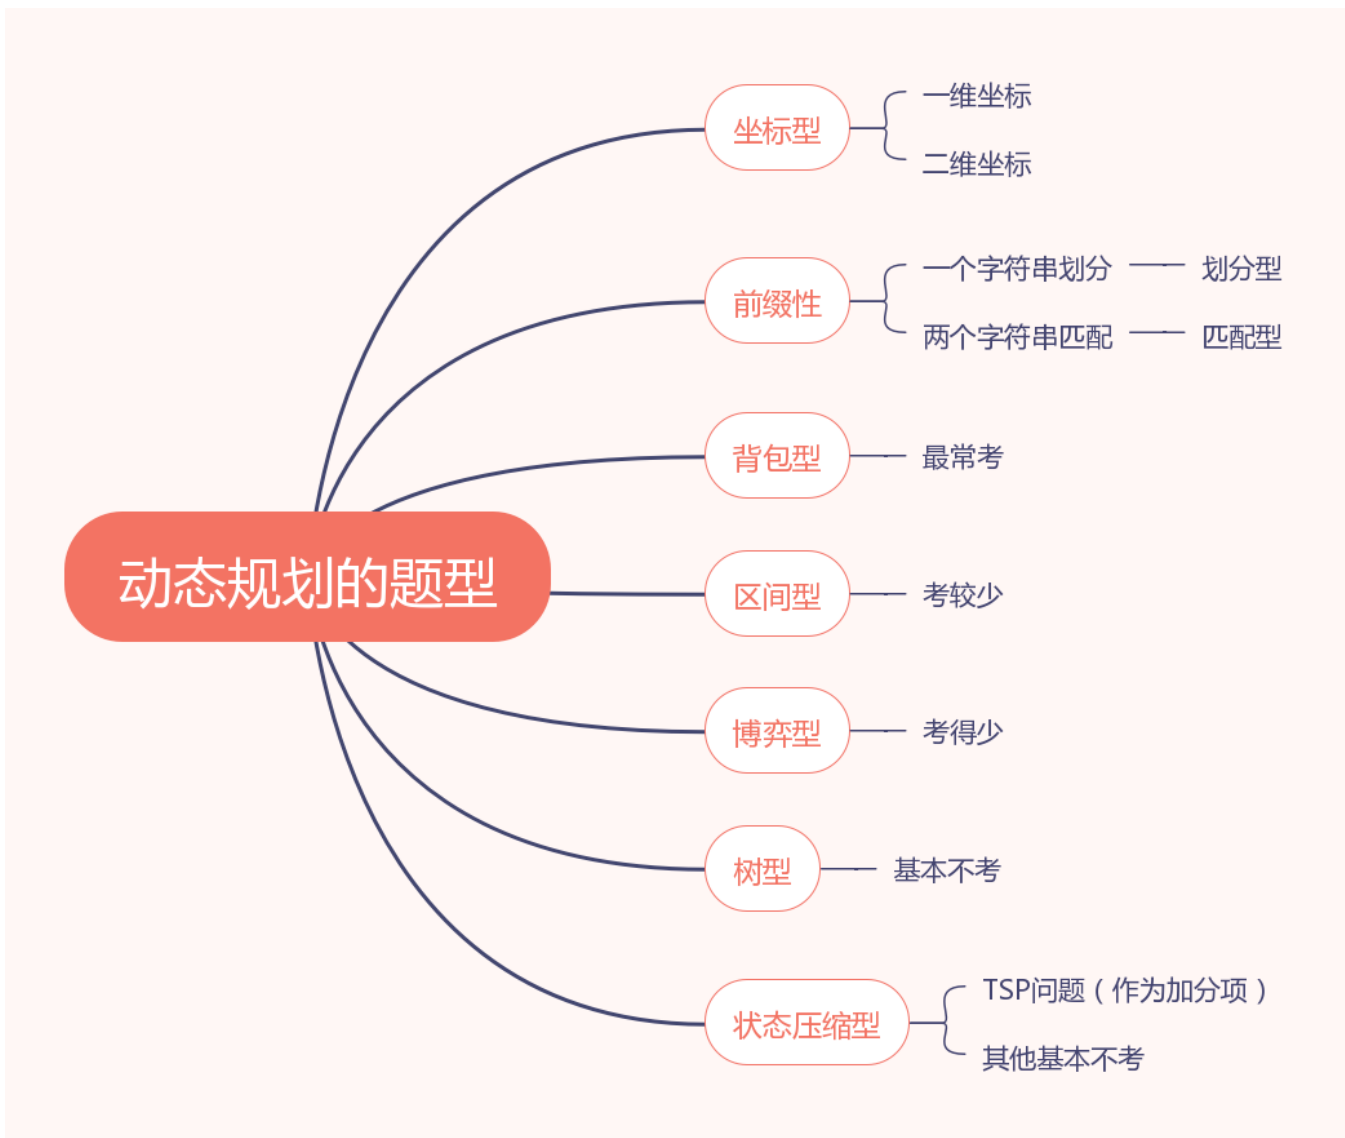 动态规划的题型
坐标型
一维坐标
二维坐标
前缀性
一个字符串划分
划分型
两个字符串匹配
匹配型
背包型
最常考
区间型
考较少
博弈型
考得少
树型
基本不考
状态压缩型
TSP问题（作为加分项）
其他基本不考